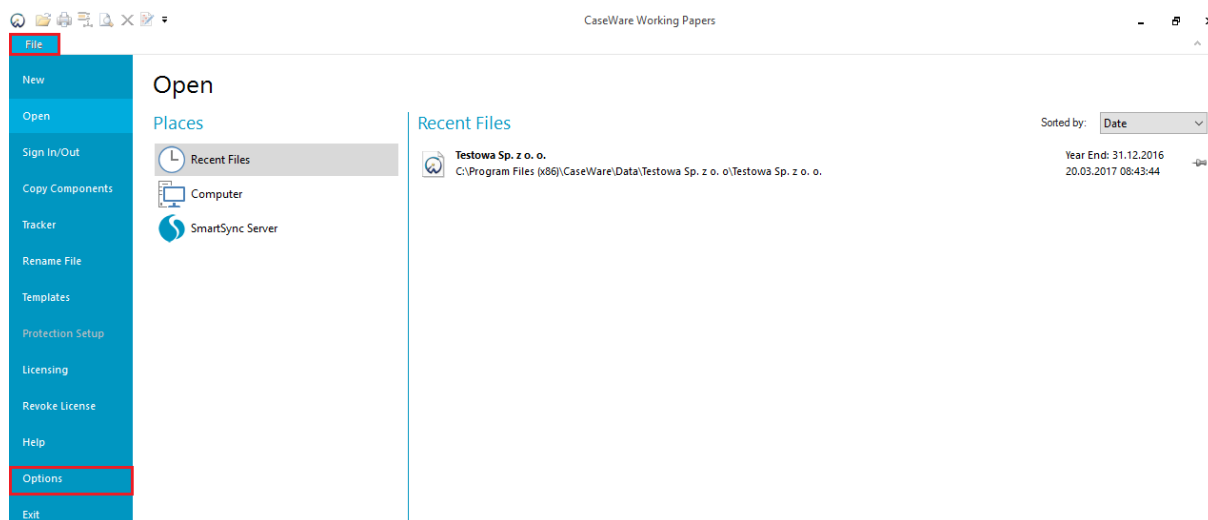 CaseWare Working Papers
File
New
Open
Sign In/Out
Copy Components
Tracker
Rename File
Templates
Protection Setup
Licensing
Revoke License
Help
Options
Exit
Open
Places
Recent Files
Computer
SmartSync Server
Recent Files
Sorted by: Date
Testowa Sp. z o. o.
C:\Program Files (x86)\CaseWare\Data\Testowa Sp. z o. o\Testowa Sp. z o. o.
Year End: 31.12.2016
20.03.2017 08:43:44